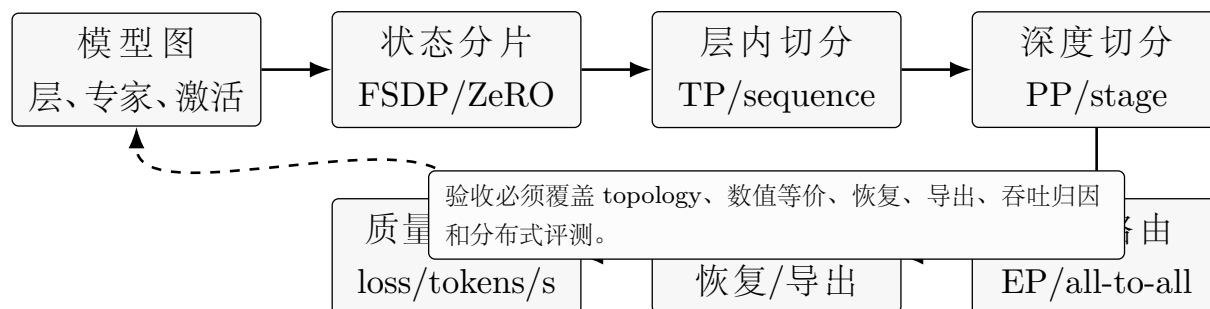 模型图
层、专家、激活
状态分片
FSDP/ZeRO
层内切分
TP/sequence
深度切分
PP/stage
验收必须覆盖 topology、数值等价、恢复、导出、吞吐归因
和分布式评测。
质量
loss/tokens/s
恢复/导出
由
EP/all-to-all